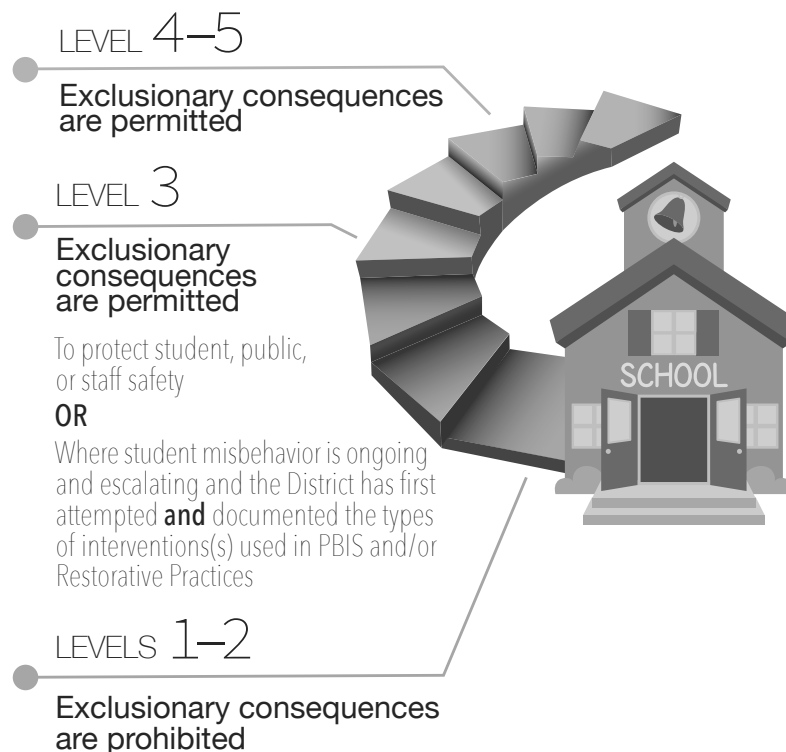 LEVEL 4–5
Exclusionary consequences
are permitted
LEVEL 3
Exclusionary
consequences
are permitted
To protect student, public,
or staff safety
OR
Where student misbehavior is ongoing
and escalating and the District has first
attempted and documented the types
of interventions(s) used in PBIS and/or
Restorative Practices
SCHOOL
LEVELS 1–2
Exclusionary consequences
are prohibited